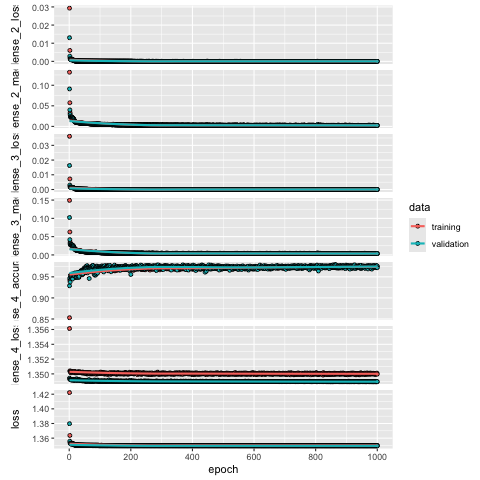 ense_2_los
0.03
0.02
0.01
0.00
ense_2_ma
0.10
0.05
0.00
ense_3_los
0.03
0.02
0.01
0.00
ense_3_ma
0.15
0.10
0.05
0.00
se_4_accur
0.95
0.90
0.85
ense_4_los
1.356
1.354
1.352
1.350
loss
1.42
1.40
1.38
1.36
0 200 400 600 800 1000
epoch
data
training
validation